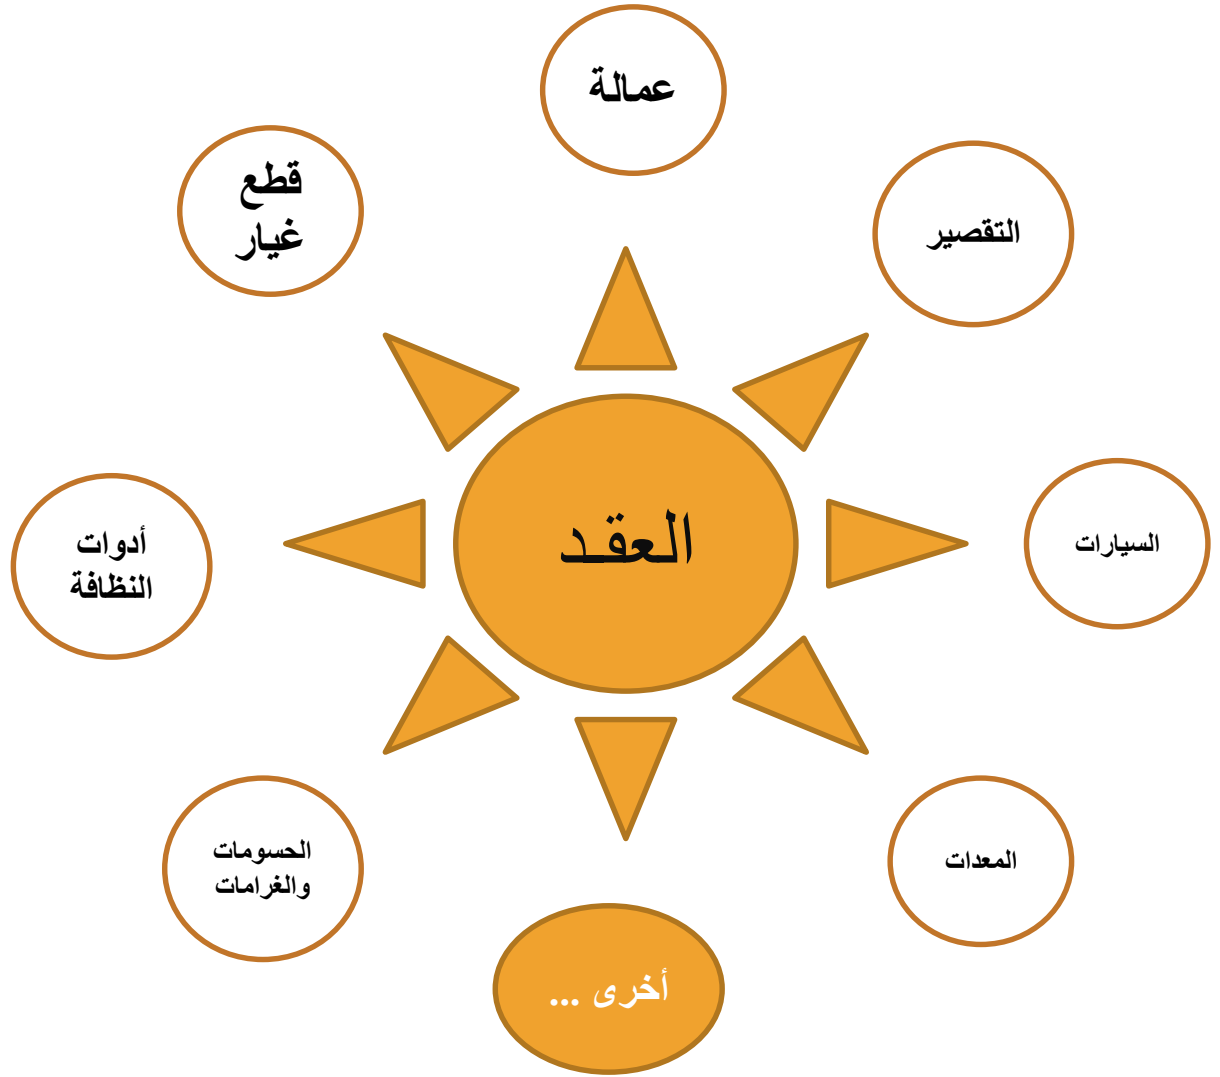 عمالة
التقصير
قطع
غيار
العقد
السيارات
أدوات
النظافة
المعدات
الحسومات
والغرامات
أخرى ...